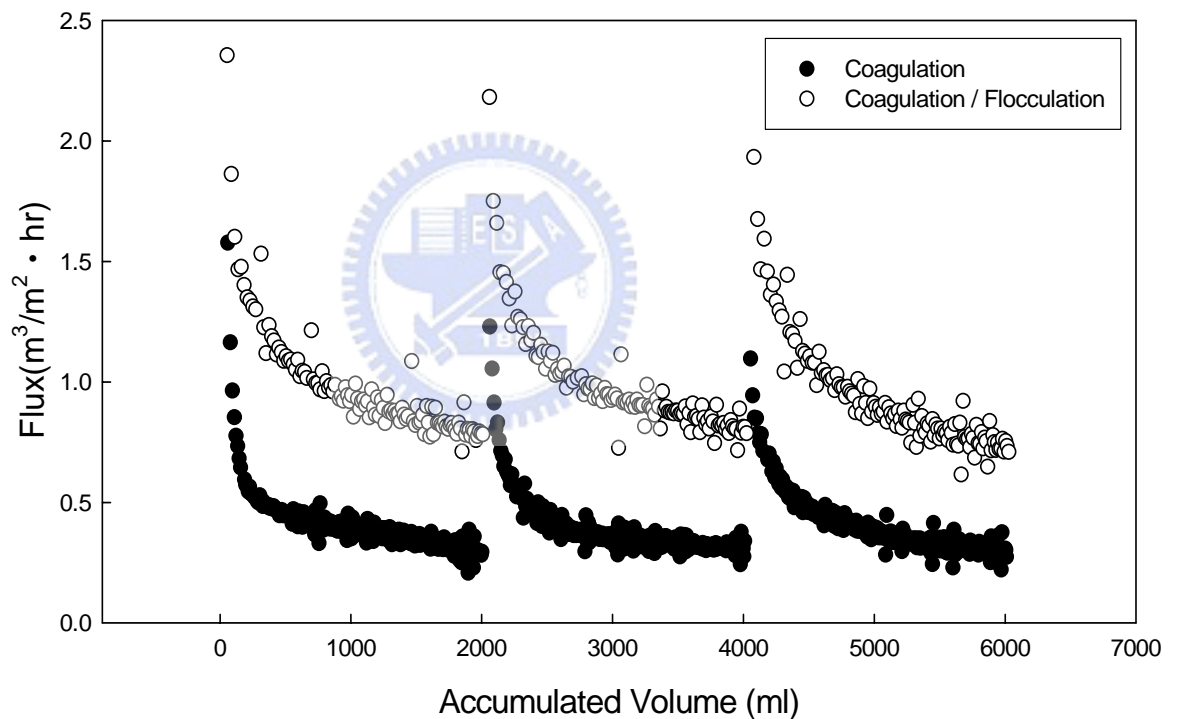 2.5
2.0
1.5
1.0
0.5
0.0
Flux(m³/m² • hr)
Coagulation
Coagulation / Flocculation
E S A
0 1000 2000 3000 4000 5000 6000 7000
Accumulated Volume (ml)